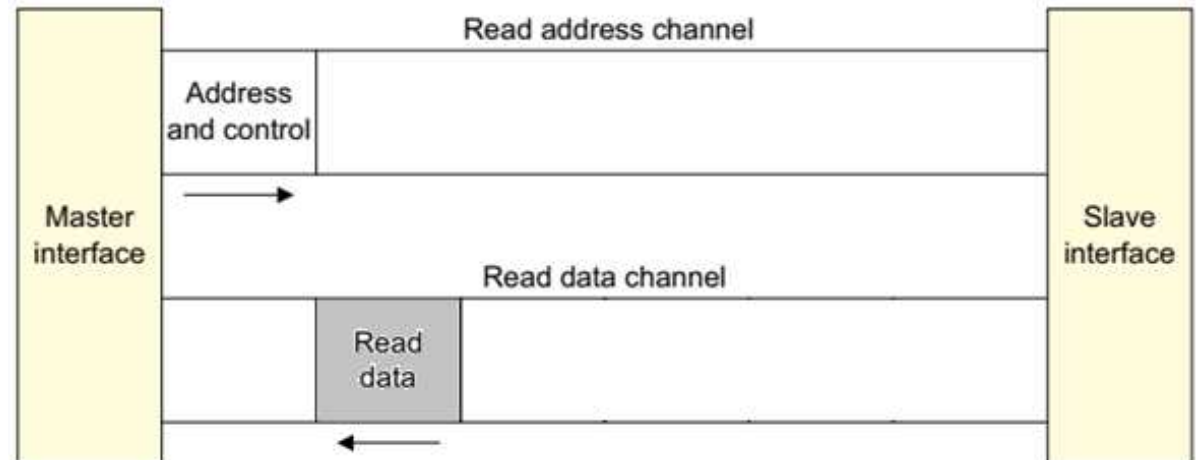 Read address channel
Address
and control
Master
interface
Slave
interface
Read data channel
Read
data